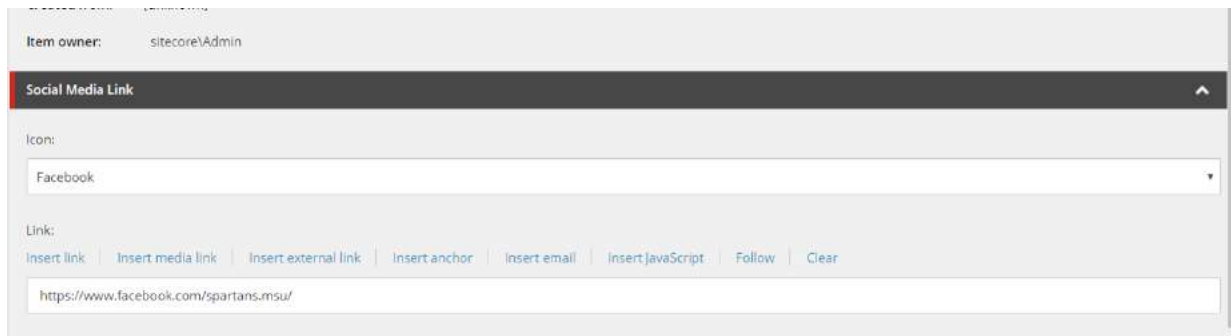 Item owner: sitecore\Admin
Social Media Link
Icon:
Facebook
Link:
Insert link Insert media link Insert external link Insert anchor Insert email Insert JavaScript Follow Clear
https://www.facebook.com/spartans.msu/